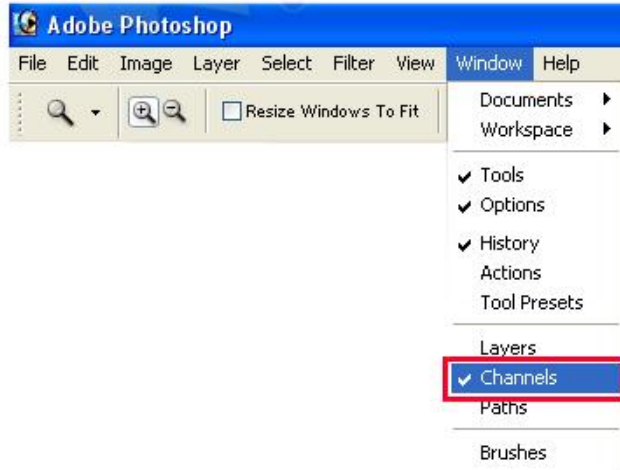 Adobe Photoshop
File Edit Image Layer Select Filter View Window Help
Resize Windows To Fit
Documents
Workspace
Tools
Options
History
Actions
Tool Presets
Layers
Channels
Paths
Brushes